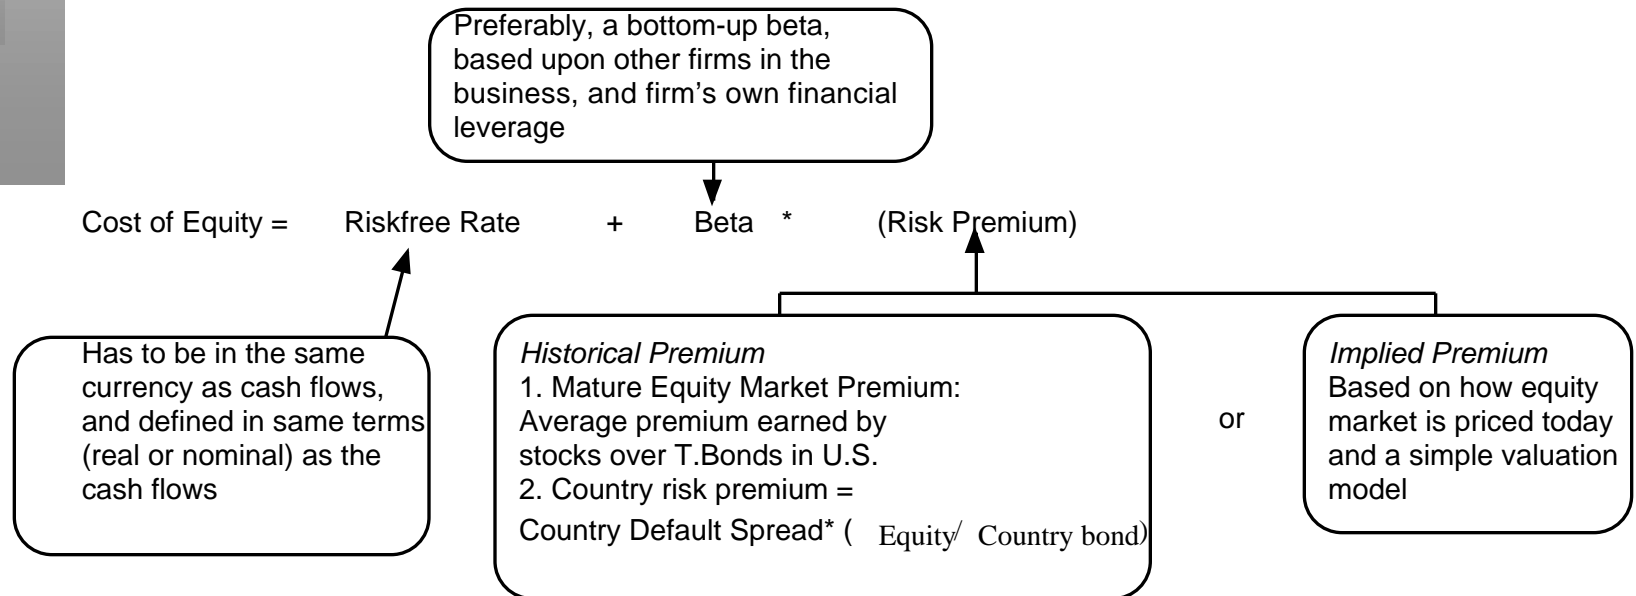 Preferably, a bottom-up beta,
based upon other firms in the
business, and firm's own financial
leverage
Cost of Equity = Riskfree Rate + Beta * (Risk Premium)
Has to be in the same
currency as cash flows,
and defined in same terms
(real or nominal) as the
cash flows
Historical Premium
1. Mature Equity Market Premium:
Average premium earned by
stocks over T.Bonds in U.S.
2. Country risk premium =
Country Default Spread* ( Equity/ Country bond)
or
Implied Premium
Based on how equity
market is priced today
and a simple valuation
model